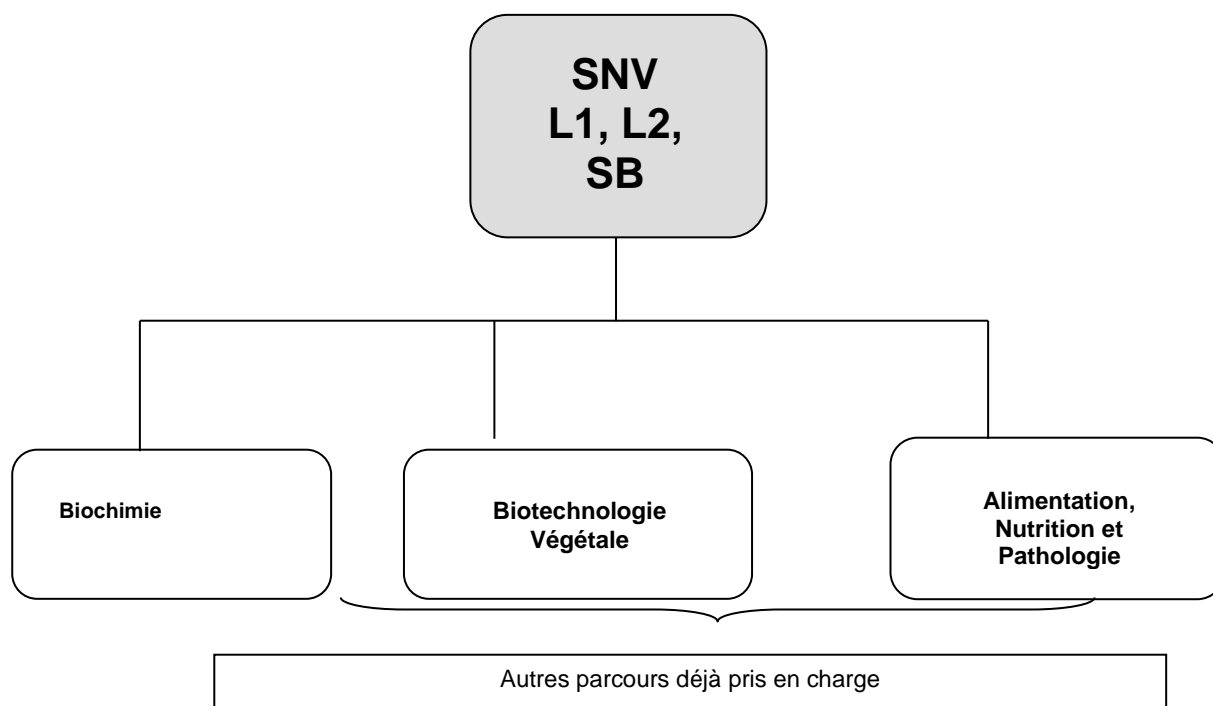 SNV
L1, L2,
SB
Biochimie
Biotechnologie
Végétale
Alimentation,
Nutrition et
Pathologie
Autres parcours déjà pris en charge